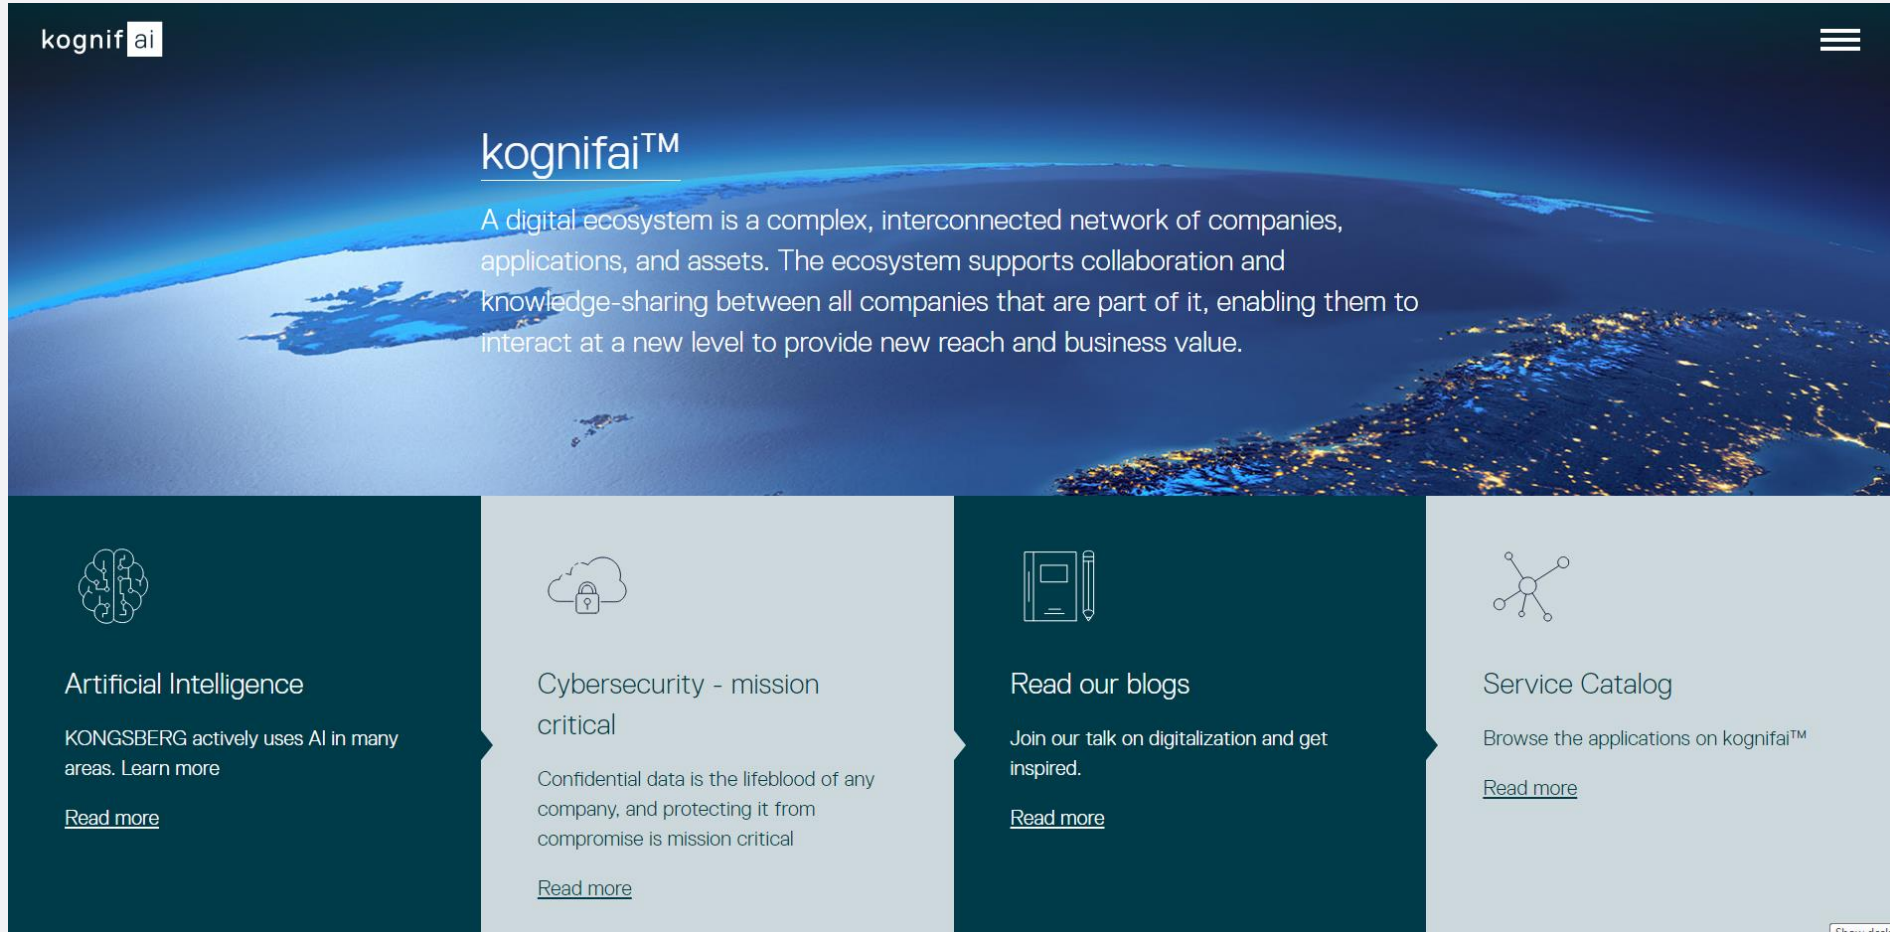 kognifai
kognifai™
A digital ecosystem is a complex, interconnected network of companies,
applications, and assets. The ecosystem supports collaboration and
knowledge-sharing between all companies that are part of it, enabling them to
interact at a new level to provide new reach and business value.
Artificial Intelligence
KONGSBERG actively uses AI in many
areas. Learn more
Read more
Cybersecurity - mission
critical
Confidential data is the lifeblood of any
company, and protecting it from
compromise is mission critical
Read more
Read our blogs
Join our talk on digitalization and get
inspired.
Read more
Service Catalog
Browse the applications on kognifai™
Read more